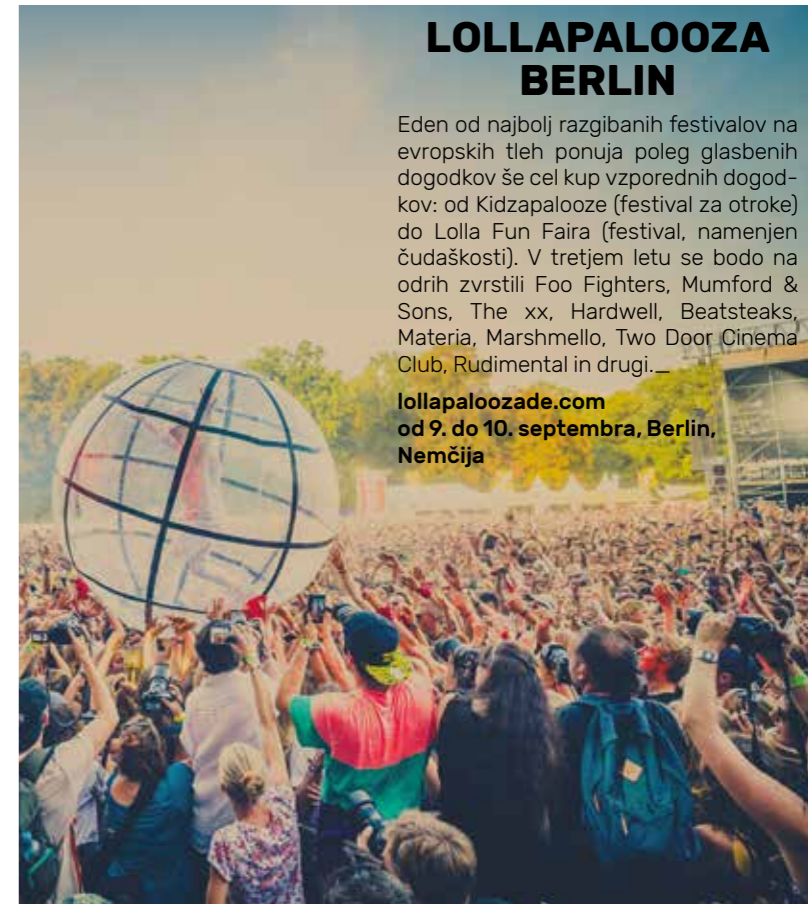 LOLLAPALOOZA
BERLIN
Eden od najbolj razgibanih festivalov na
evropskih tleh ponuja poleg glasbenih
dogodkov še cel kup vzporednih dogod-
kov: od Kidzapalooze (festival za otroke)
do Lolla Fun Faira (festival, namenjen
čudaškosti). V tretjem letu se bodo na
odrih zvrstili Foo Fighters, Mumford &
Sons, The xx, Hardwell, Beatsteaks,
Materia, Marshmello, Two Door Cinema
Club, Rudimental in drugi._
lollapaloozade.com
od 9. do 10. septembra, Berlin,
Nemčija